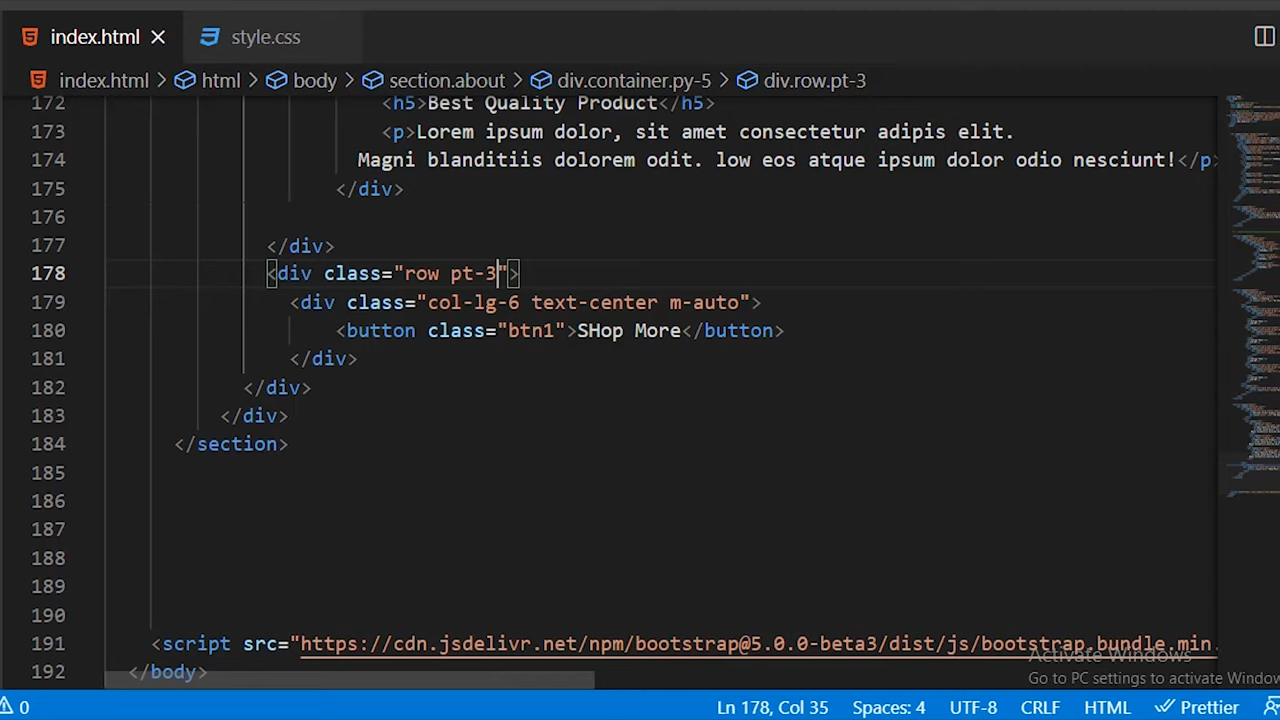 index.html style.css
index.html > html > body > section.about > div.container.py-5 > div.row.pt-3
172 <h5>Best Quality Product</h5>
173 <p>Lorem ipsum dolor, sit amet consectetur adipis elit.
174 Magni blanditiis dolorem odit. low eos atque ipsum dolor odio nesciunt!</p>
175 </div>
176
177 </div>
178 <div class="row pt-3">
179 <div class="col-lg-6 text-center m-auto">
180 <button class="btn1">SHop More</button>
181 </div>
182 </div>
183 </div>
184 </section>
185
186
187
188
189
190
191 <script src="https://cdn.jsdelivr.net/npm/bootstrap@5.0.0-beta3/dist/js/bootstrap.bundle.min.
192 </body>
Activate Windows
Go to PC settings to activate Window
0 Ln 178, Col 35 Spaces: 4 UTF-8 CRLF HTML Prettier